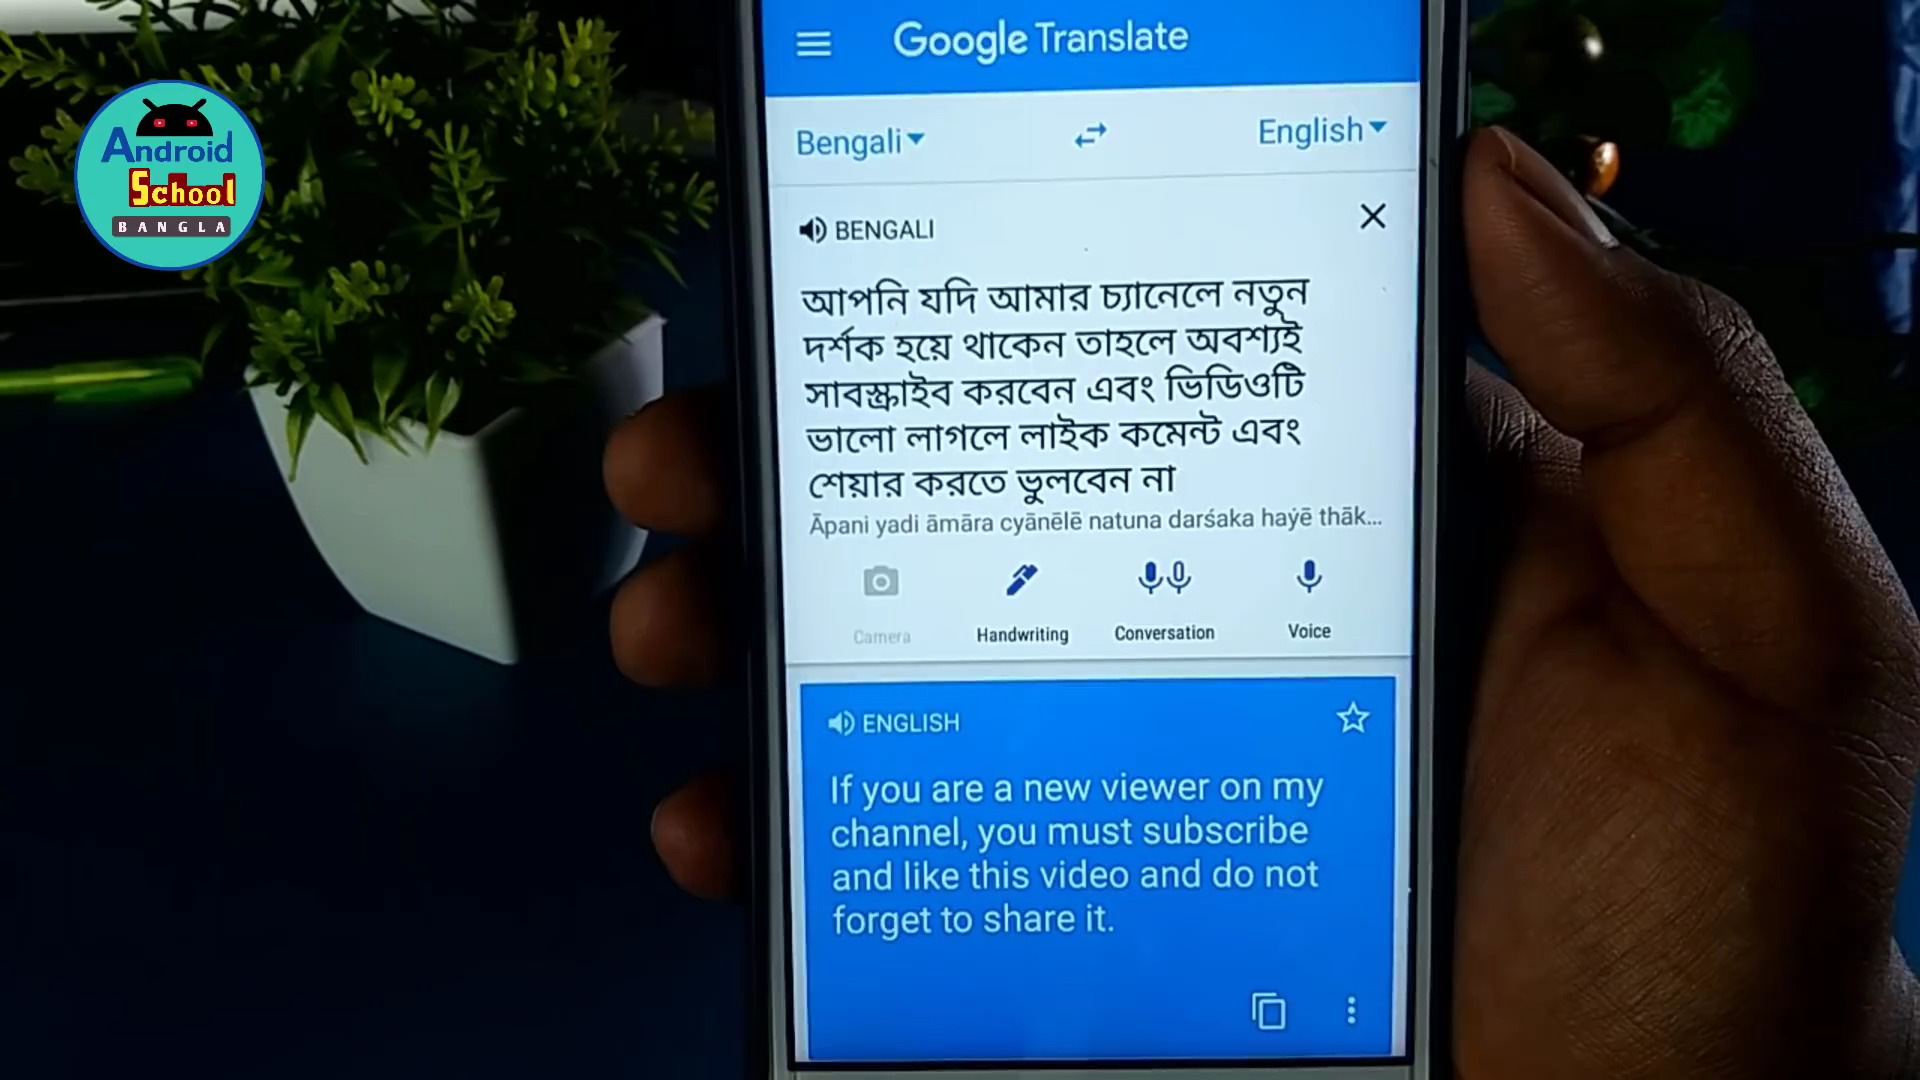 Android
School
BANGLA
Google Translate
Bengali
English
BENGALI
আপনি যদি আমার চ্যানেলে নতুন
দর্শক হয়ে থাকেন তাহলে অবশ্যই
সাবস্ক্রাইব করবেন এবং ভিডিওটি
ভালো লাগলে লাইক কমেন্ট এবং
শেয়ার করতে ভুলবেন না
Āpani yadi āmāra cyānēlē natuna darśaka haẏē thāk...
Camera
Handwriting
Conversation
Voice
ENGLISH
If you are a new viewer on my
channel, you must subscribe
and like this video and do not
forget to share it.